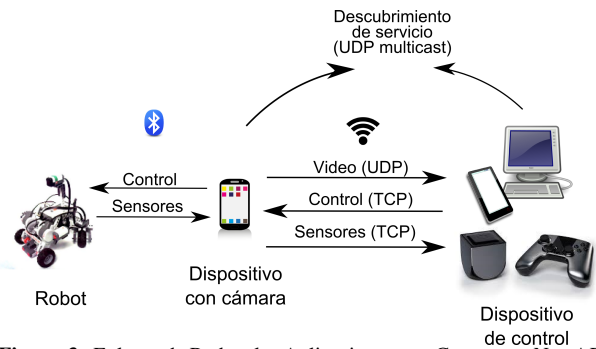 Descubrimiento
de servicio
(UDP multicast)
Video (UDP)
Control
Control (TCP)
Sensores
Sensores (TCP)
Dispositivo
con cámara
Robot
Dispositivo
de control